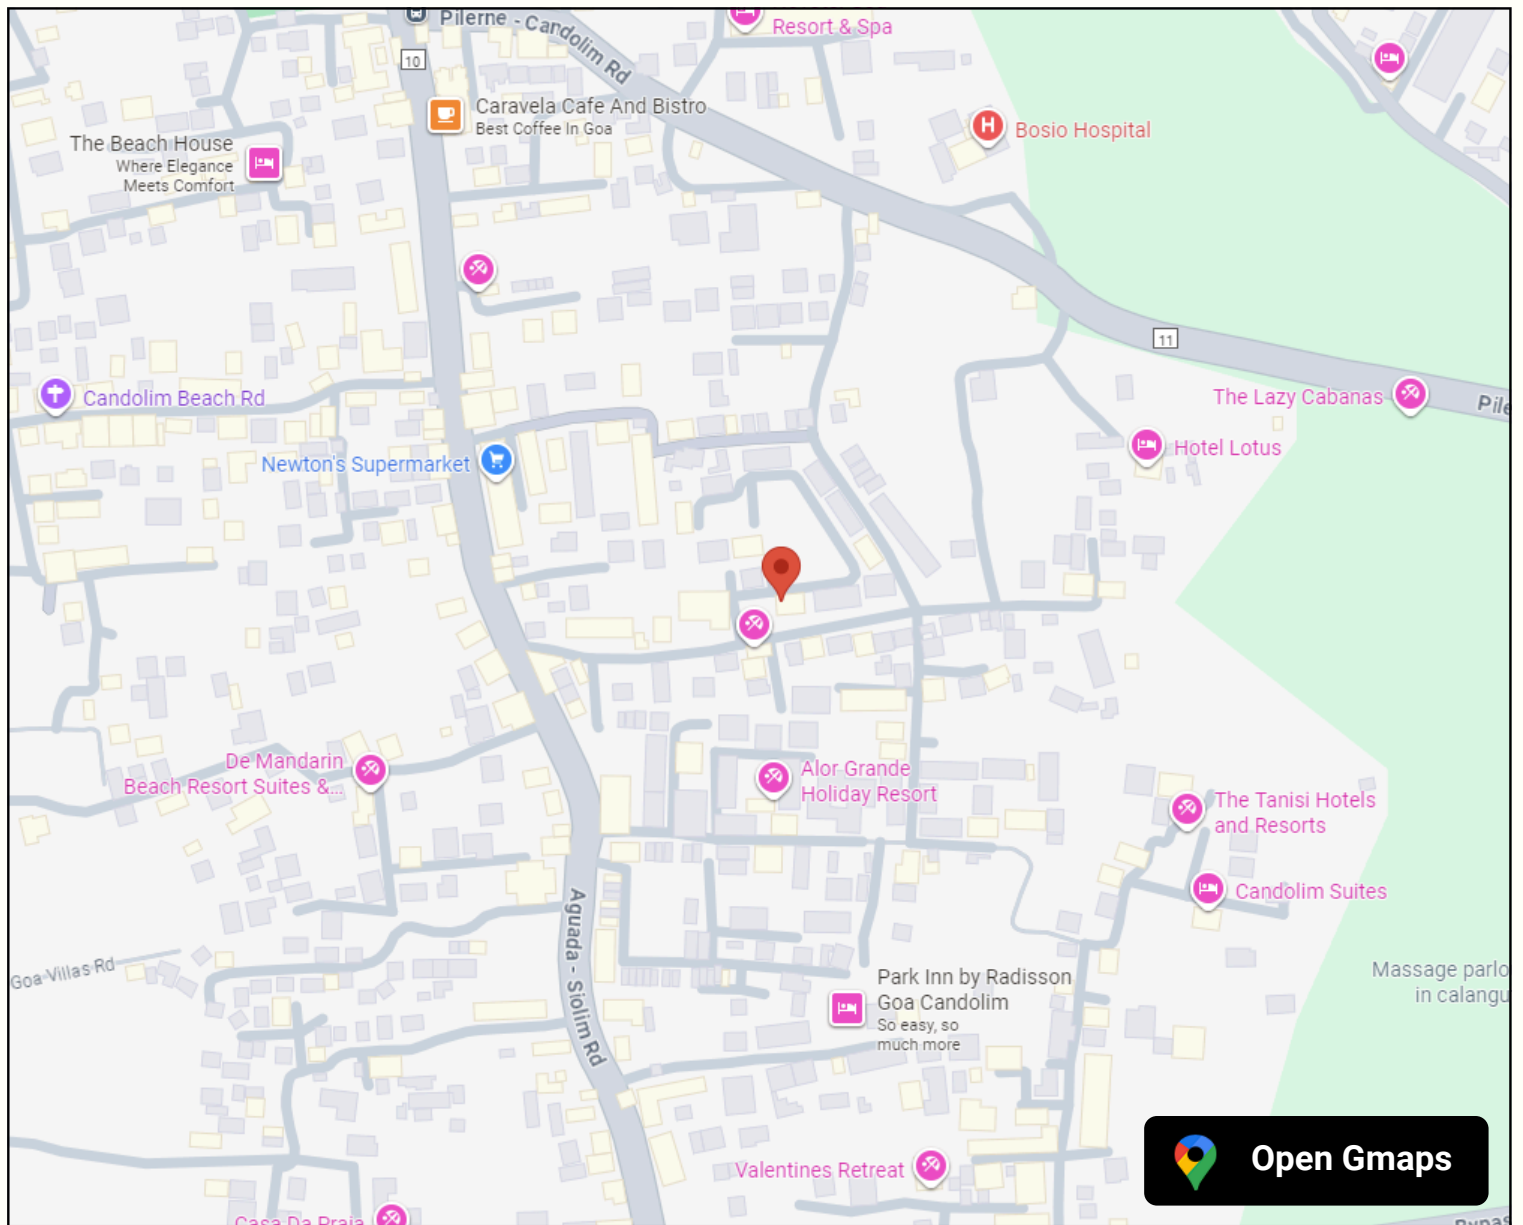 Pilerne - Candolim Rd
Resort & Spa
10
Caravela Cafe And Bistro
Best Coffee In Goa
The Beach House
Where Elegance
Meets Comfort
H
Bosio Hospital
11
Candolim Beach Rd
The Lazy Cabanas
Pile
Newton's Supermarket
Hotel Lotus
De Mandarin
Beach Resort Suites &...
Alor Grande
Holiday Resort
The Tanisi Hotels
and Resorts
Candolim Suites
Aguada - Siolim Rd
Goa Villas Rd
Massage parlo
in calangu
Park Inn by Radisson
Goa Candolim
So easy, so
much more
Open Gmaps
Valentines Retreat
Casa Da Praia
Bypas